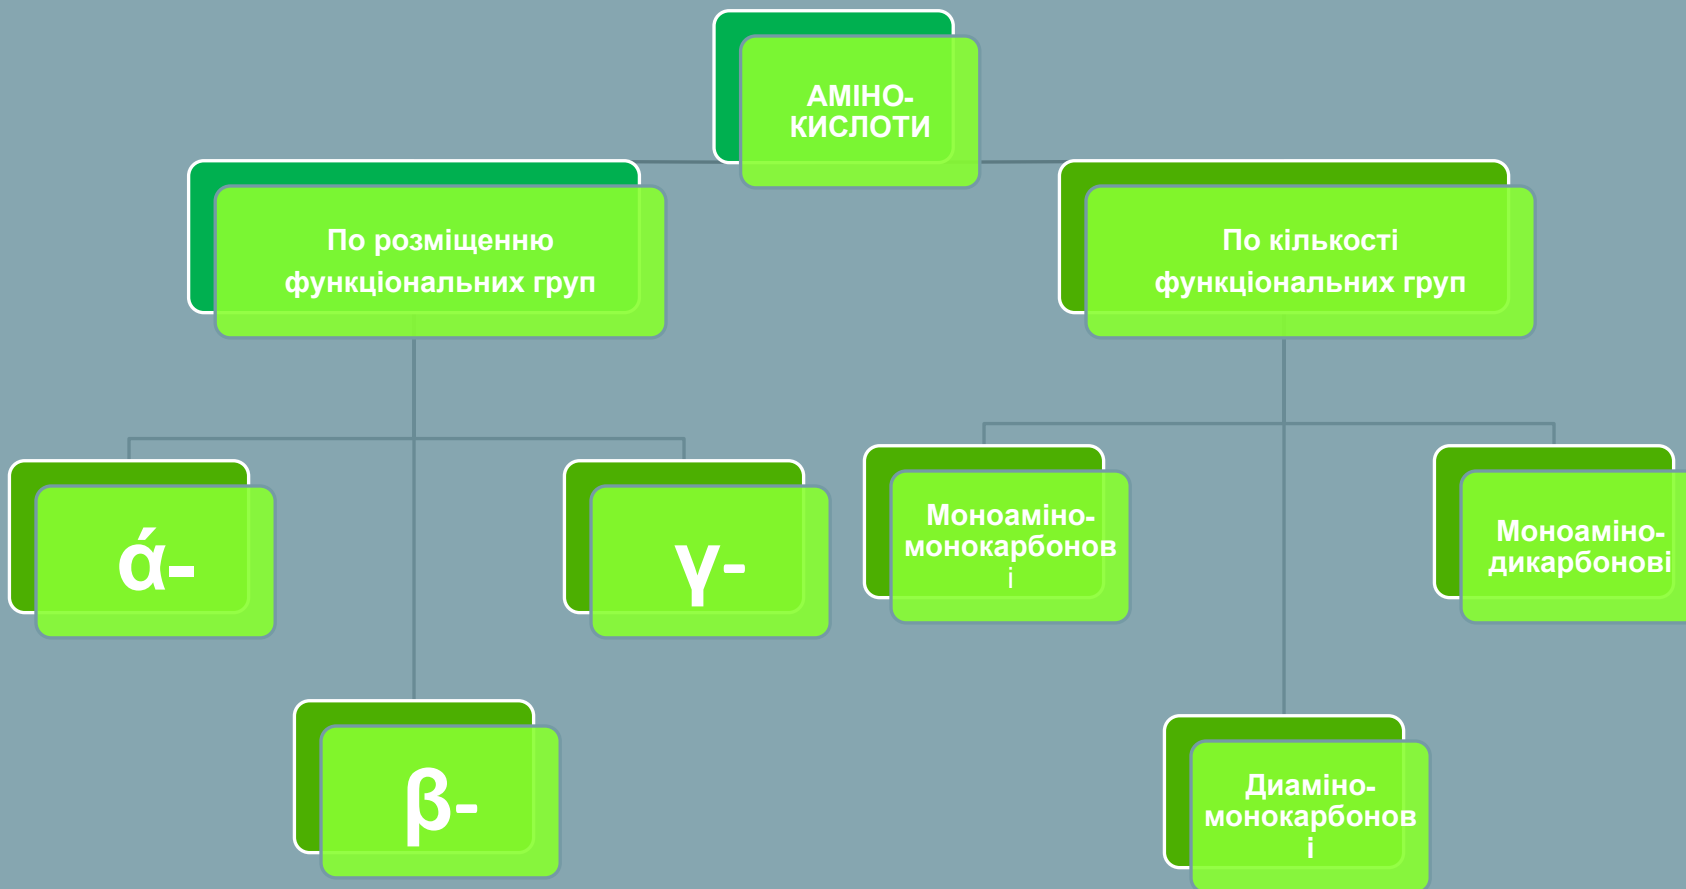 АМІНО-
КИСЛОТИ
По розміщенню
функціональних груп
По кількості
функціональних груп
ά-
γ-
β-
Моноаміно-
монокарбонов
і
Моноаміно-
дикарбонові
Диаміно-
монокарбонов
і